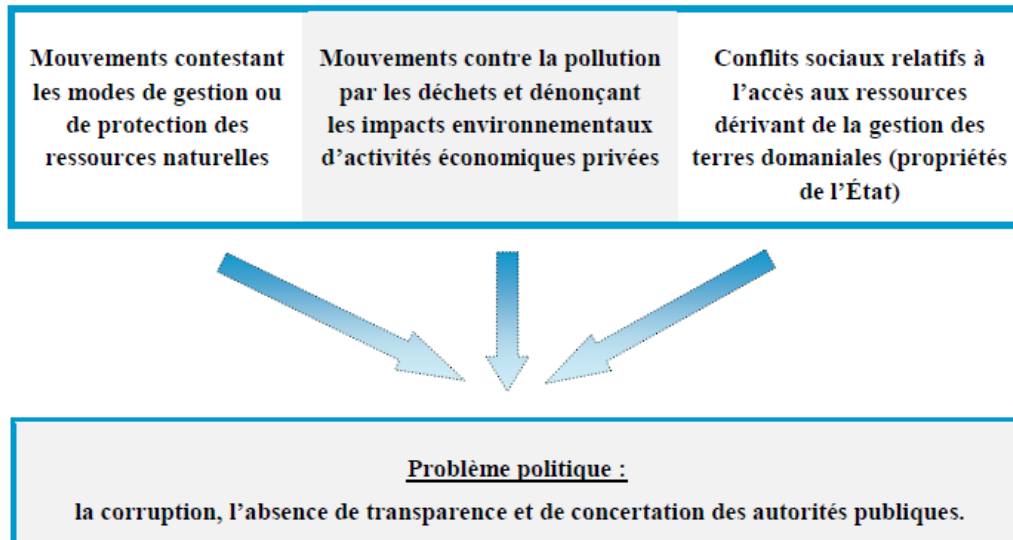 Mouvements contestant
les modes de gestion ou
de protection des
ressources naturelles
Mouvements contre la pollution
par les déchets et dénonçant
les impacts environnementaux
d’activités économiques privées
Conflits sociaux relatifs à
l’accès aux ressources
dérivant de la gestion des
terres domaniales (propriétés
de l’État)
Problème politique :
la corruption, l’absence de transparence et de concertation des autorités publiques.